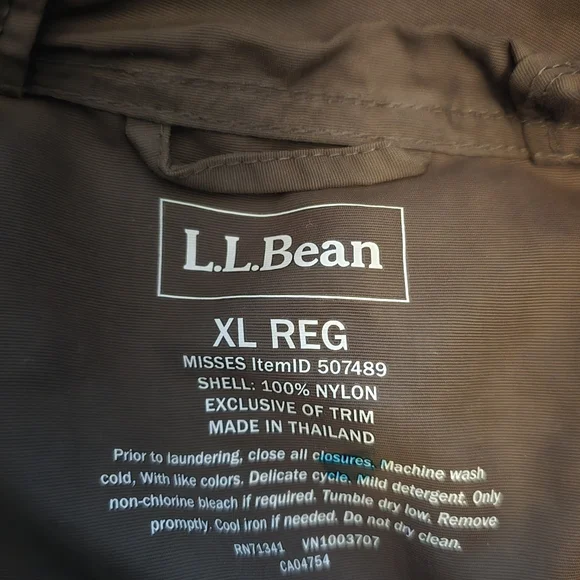 L.L.Bean
XL REG
MISSES ItemID 507489
SHELL: 100% NYLON
EXCLUSIVE OF TRIM
MADE IN THAILAND
Prior to laundering, close all closures. Machine wash
cold, With like colors. Delicate cycle. Mild detergent. Only
non-chlorine bleach if required. Tumble dry low. Remove
promptly. Cool iron if needed. Do not dry clean.
RN71341 VN1003707
CA04754